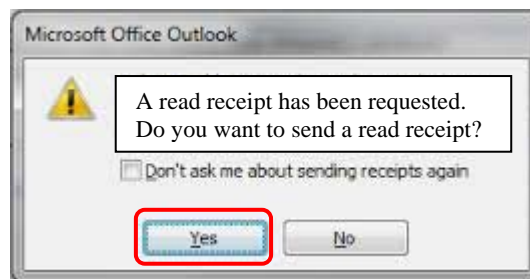 Microsoft Office Outlook
A read receipt has been requested.
Do you want to send a read receipt?
Don't ask me about sending receipts again
Yes
No